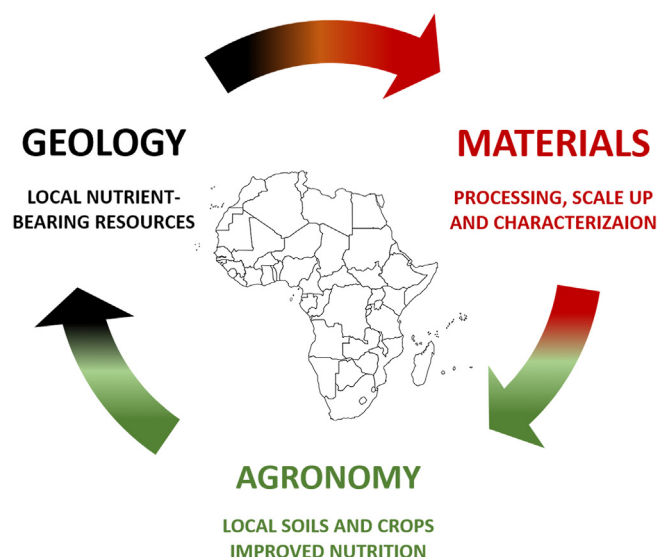 GEOLOGY
LOCAL NUTRIENT-
BEARING RESOURCES
MATERIALS
PROCESSING, SCALE UP
AND CHARACTERIZAION
AGRONOMY
LOCAL SOILS AND CROPS
IMPROVED NUTRITION